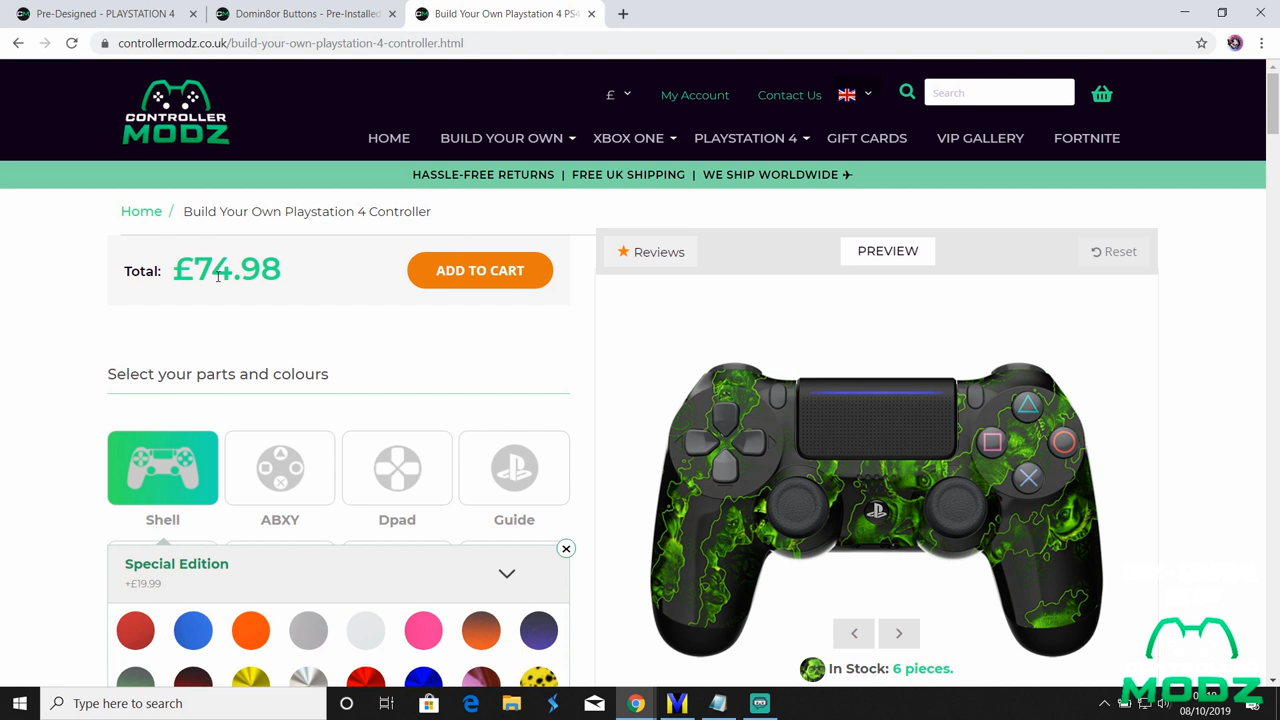 Pre-Designed - PLAYSTATION 4
Domin8or Buttons - Pre-Installed
Build Your Own Playstation 4 PS4
controllermodz.co.uk/build-your-own-playstation-4-controller.html
CONTROLLER
MODZ
£
My Account
Contact Us
Search
HOME
BUILD YOUR OWN
XBOX ONE
PLAYSTATION 4
GIFT CARDS
VIP GALLERY
FORTNITE
HASSLE-FREE RETURNS | FREE UK SHIPPING | WE SHIP WORLDWIDE
Home / Build Your Own Playstation 4 Controller
Total: £74.98
ADD TO CART
Reviews
PREVIEW
Reset
Select your parts and colours
Shell
ABXY
Dpad
Guide
Special Edition
+£19.99
In Stock: 6 pieces.
MODZ
Type here to search
08/10/2019